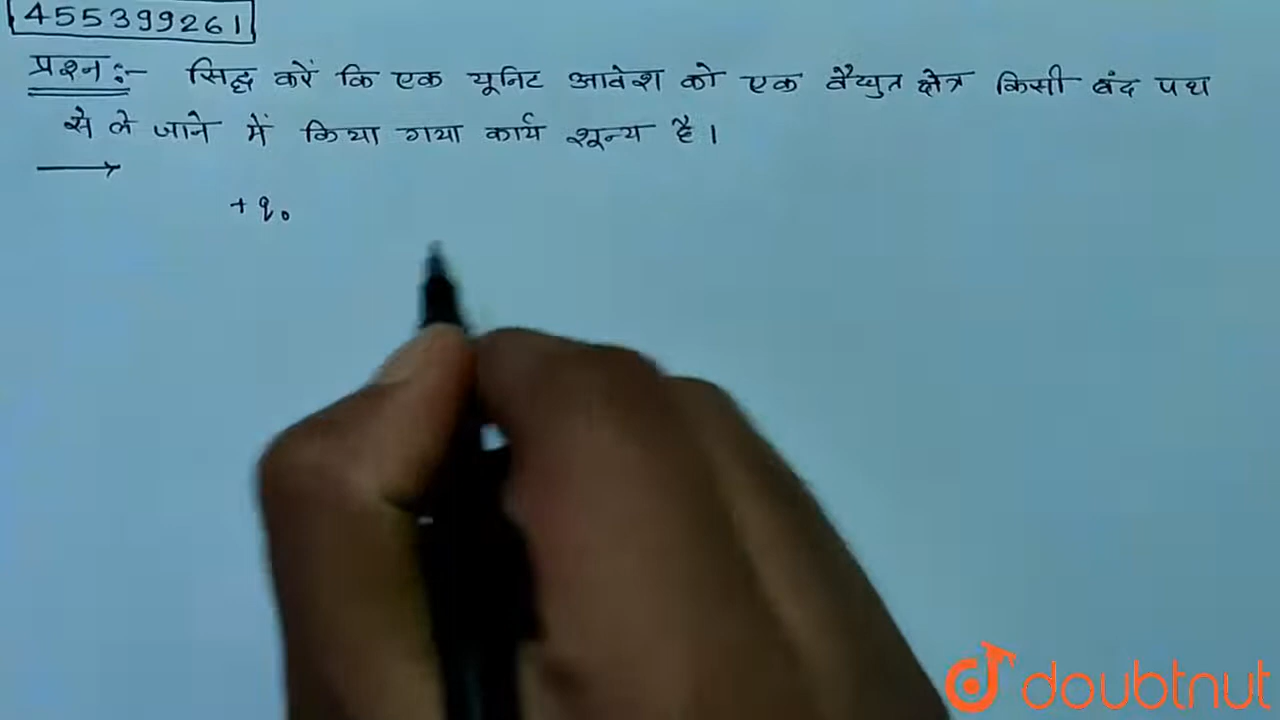 455399261
प्रश्न :- सिद्ध करें कि एक यूनिट आवेश को एक वैद्युत क्षेत्र किसी बंद पथ
से ले जाने में किया गया कार्य शून्य है।
+q₀
doubtnut